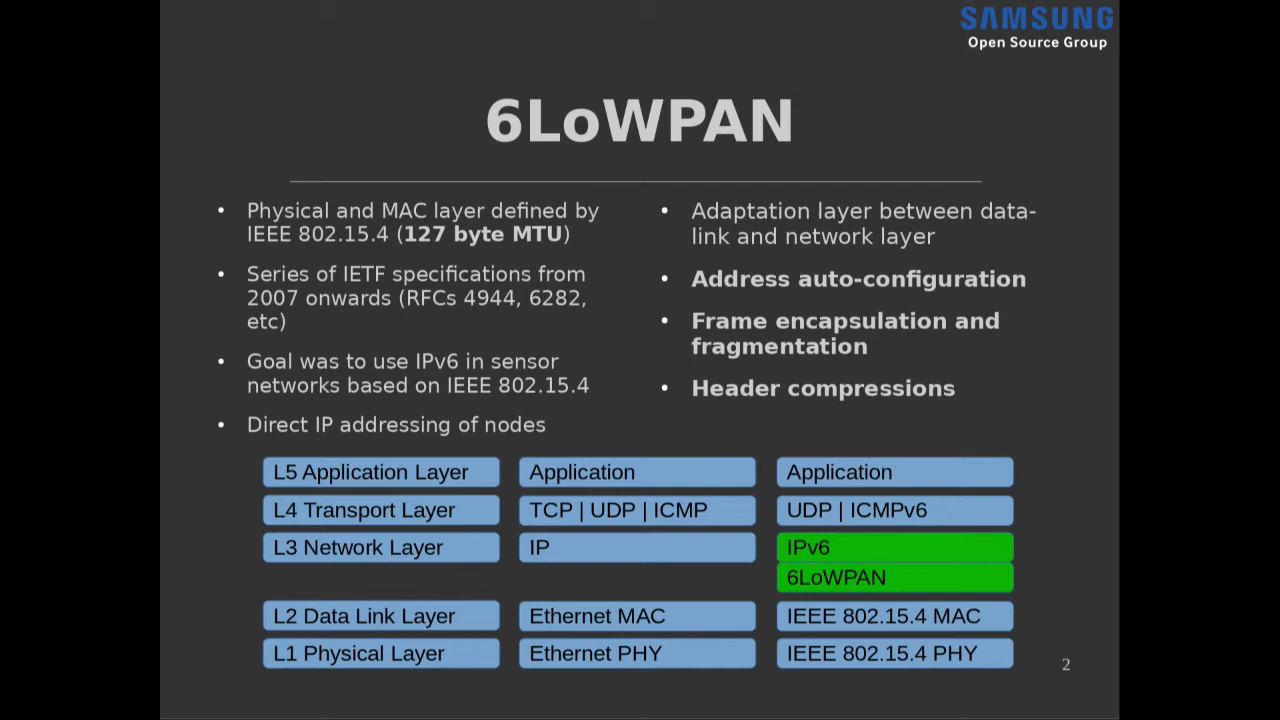 SAMSUNG
Open Source Group
6LoWPAN
• Physical and MAC layer defined by
IEEE 802.15.4 (127 byte MTU)
• Series of IETF specifications from
2007 onwards (RFCs 4944, 6282,
etc)
• Goal was to use IPv6 in sensor
networks based on IEEE 802.15.4
• Direct IP addressing of nodes
• Adaptation layer between data-
link and network layer
• Address auto-configuration
• Frame encapsulation and
fragmentation
• Header compressions
L5 Application Layer
Application
Application
L4 Transport Layer
TCP | UDP | ICMP
UDP | ICMPv6
L3 Network Layer
IP
IPv6
6LoWPAN
L2 Data Link Layer
Ethernet MAC
IEEE 802.15.4 MAC
L1 Physical Layer
Ethernet PHY
IEEE 802.15.4 PHY
2